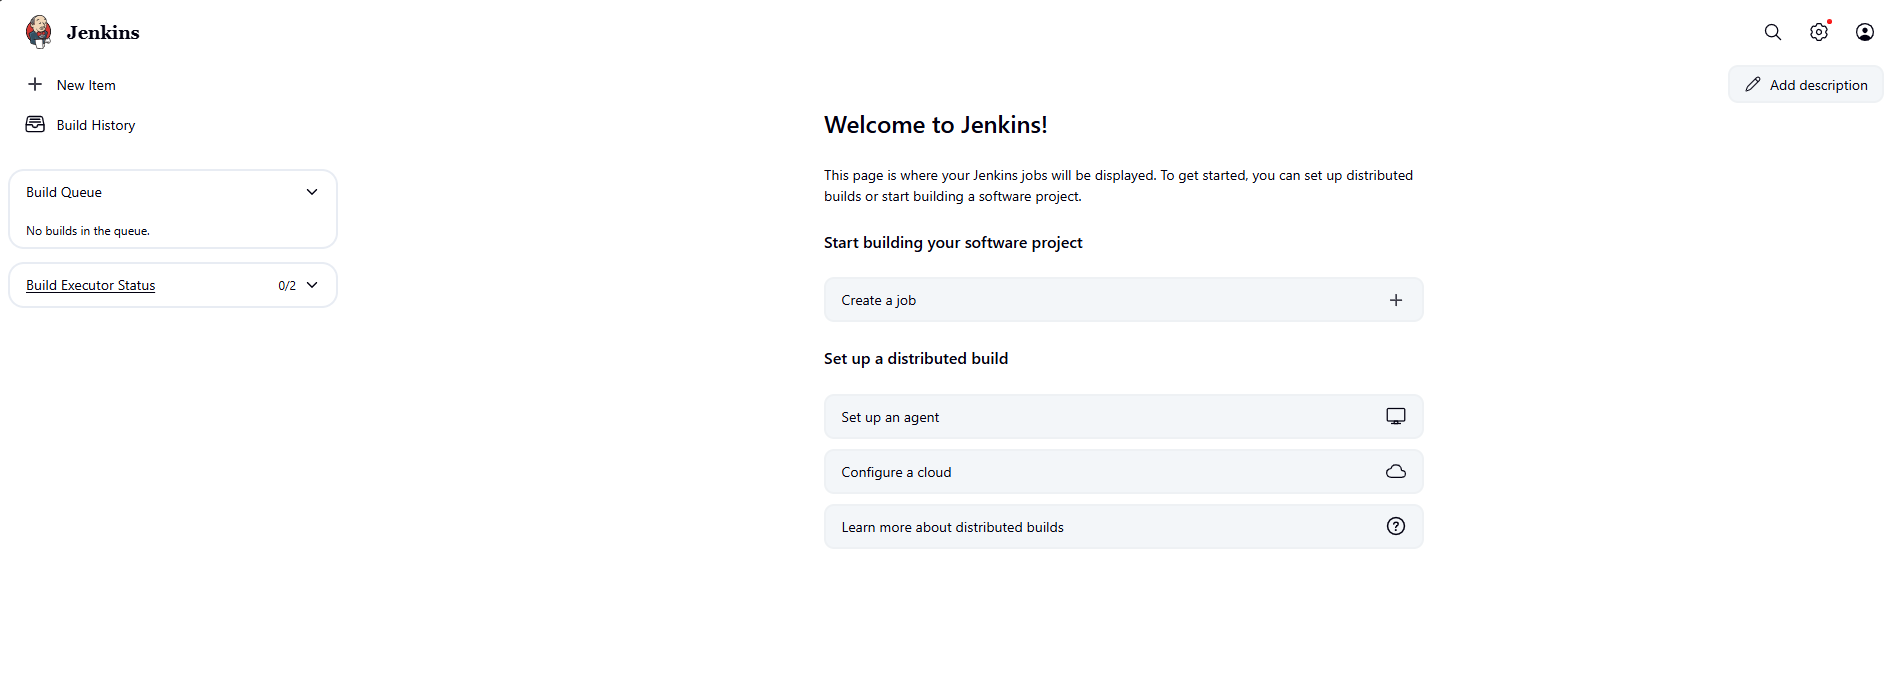 Jenkins
New Item
Build History
Build Queue
No builds in the queue.
Build Executor Status
0/2
Add description
Welcome to Jenkins!
This page is where your Jenkins jobs will be displayed. To get started, you can set up distributed
builds or start building a software project.
Start building your software project
Create a job
Set up a distributed build
Set up an agent
Configure a cloud
Learn more about distributed builds